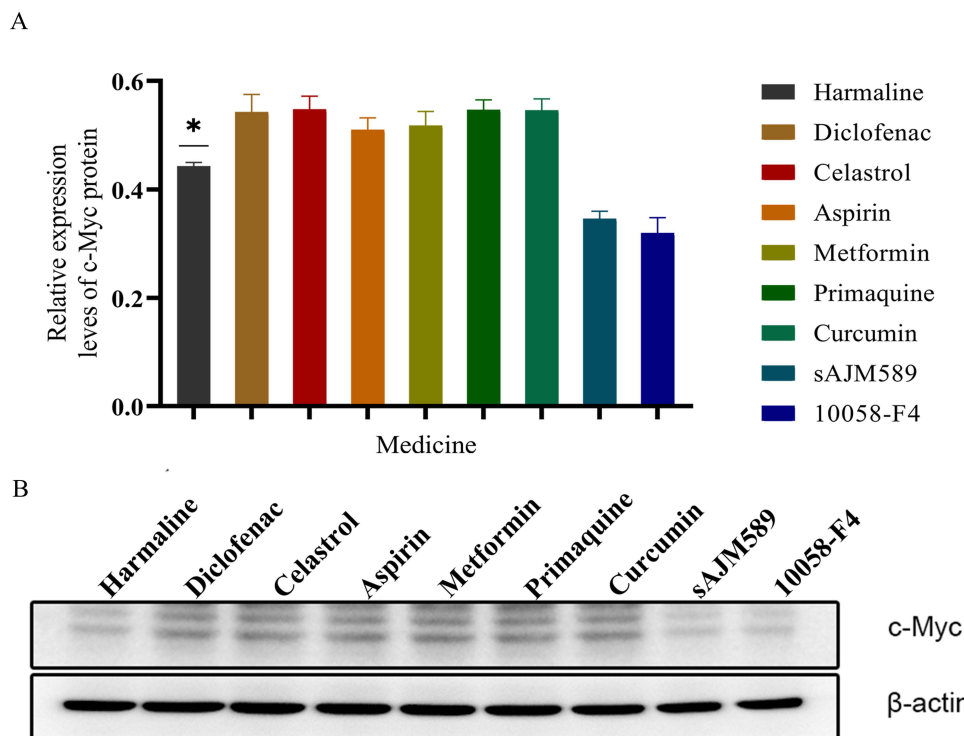 A
Relative expression
leves of c-Myc protein
0.6
0.4
0.2
0.0
*
Medicine
Harmaline
Diclofenac
Celastrol
Aspirin
Metformin
Primaquine
Curcumin
sAJM589
10058-F4
B
Harmaline
Diclofenac
Celastrol
Aspirin
Metformin
Primaquine
Curcumin
sAJM589
10058-F4
c-Myc
β-actin